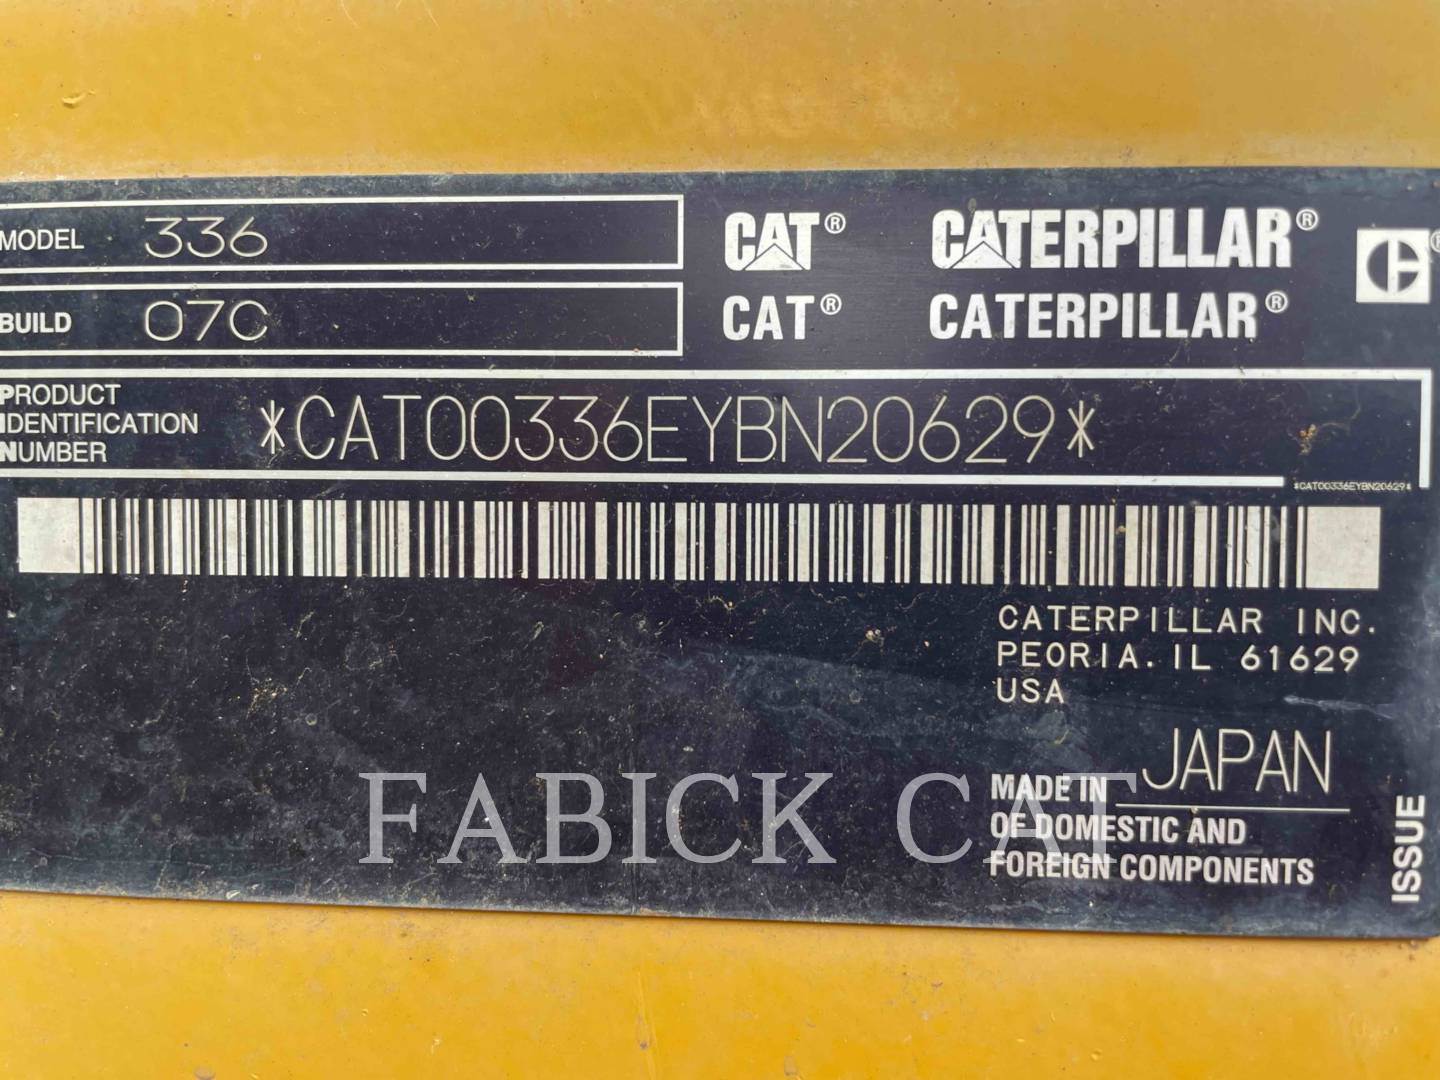 MODEL 336
BUILD 07C
CAT® CATERPILLAR®
CAT® CATERPILLAR®
PRODUCT
IDENTIFICATION
NUMBER
*CAT00336EYBN20629*
*CAT00336EYBN20629*
CATERPILLAR INC.
PEORIA. IL 61629
USA
MADE IN JAPAN
OF DOMESTIC AND
FOREIGN COMPONENTS
ISSUE
FABICK CAT